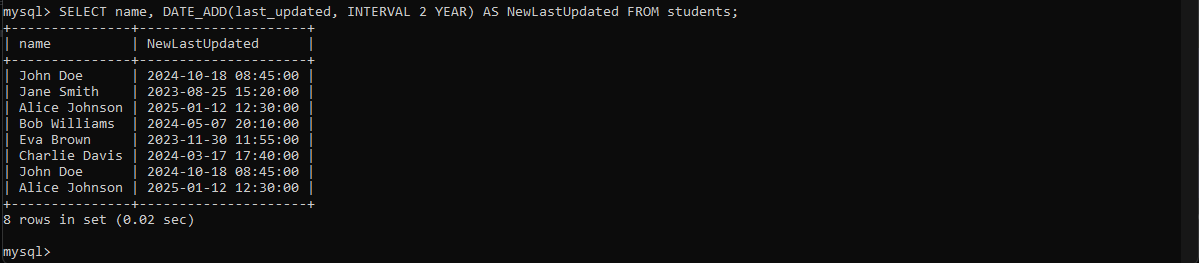 mysql> SELECT name, DATE_ADD(last_updated, INTERVAL 2 YEAR) AS NewLastUpdated FROM students;
+---------------+---------------------+
| name          | NewLastUpdated      |
+---------------+---------------------+
| John Doe      | 2024-10-18 08:45:00 |
| Jane Smith    | 2023-08-25 15:20:00 |
| Alice Johnson | 2025-01-12 12:30:00 |
| Bob Williams  | 2024-05-07 20:10:00 |
| Eva Brown     | 2023-11-30 11:55:00 |
| Charlie Davis | 2024-03-17 17:40:00 |
| John Doe      | 2024-10-18 08:45:00 |
| Alice Johnson | 2025-01-12 12:30:00 |
+---------------+---------------------+
8 rows in set (0.02 sec)
mysql>